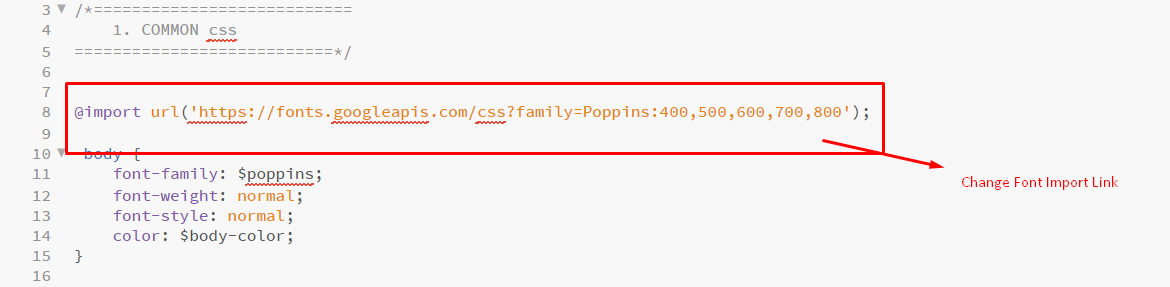 3 /*===========================
4 1. COMMON css
5 ===========================*/
6
7
8 @import url('https://fonts.googleapis.com/css?family=Poppins:400,500,600,700,800');
9
10 body {
11 font-family: $poppins;
Change Font Import Link
12 font-weight: normal;
13 font-style: normal;
14 color: $body-color;
15 }
16